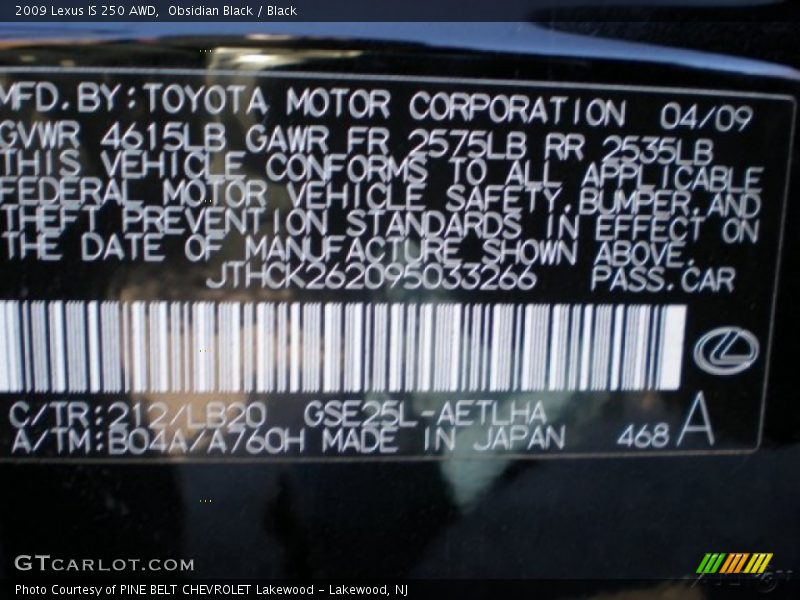 2009 Lexus IS 250 AWD,  Obsidian Black / Black
MFD.BY:TOYOTA MOTOR CORPORATION 04/09
GVWR 4615LB GAWR FR 2575LB RR 2535LB
THIS VEHICLE CONFORMS TO ALL APPLICABLE
FEDERAL MOTOR VEHICLE SAFETY,BUMPER,AND
THEFT PREVENTION STANDARDS IN EFFECT ON
THE DATE OF MANUFACTURE SHOWN ABOVE.
JTHCK262095033266 PASS.CAR
C/TR:212/LB20 GSE25L-AETLHA
A/TM:B04A/A760H MADE IN JAPAN 468 A
GTCARLOT.COM
Photo Courtesy of PINE BELT CHEVROLET Lakewood - Lakewood, NJ